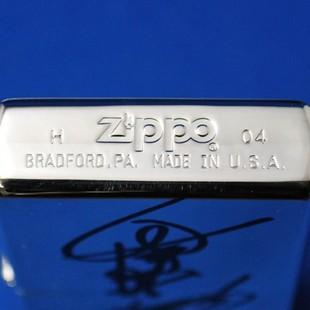 H Zippo® 04
BRADFORD,PA. MADE IN U.S.A.